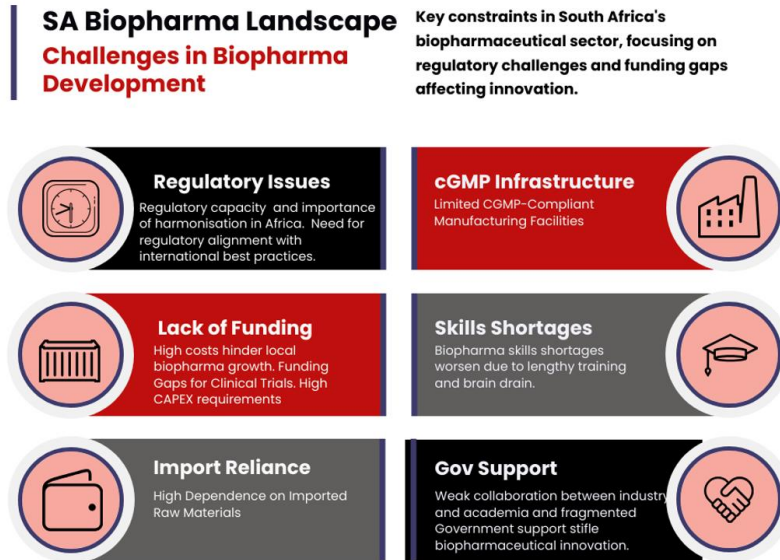 SA Biopharma Landscape
Challenges in Biopharma
Development
Key constraints in South Africa's
biopharmaceutical sector, focusing on
regulatory challenges and funding gaps
affecting innovation.
Regulatory Issues
Regulatory capacity and importance
of harmonisation in Africa. Need for
regulatory alignment with
international best practices.
cGMP Infrastructure
Limited CGMP-Compliant
Manufacturing Facilities
Lack of Funding
High costs hinder local
biopharma growth. Funding
Gaps for Clinical Trials. High
CAPEX requirements
Skills Shortages
Biopharma skills shortages
worsen due to lengthy training
and brain drain.
Import Reliance
High Dependence on Imported
Raw Materials
Gov Support
Weak collaboration between industry
and academia and fragmented
Government support stifle
biopharmaceutical innovation.